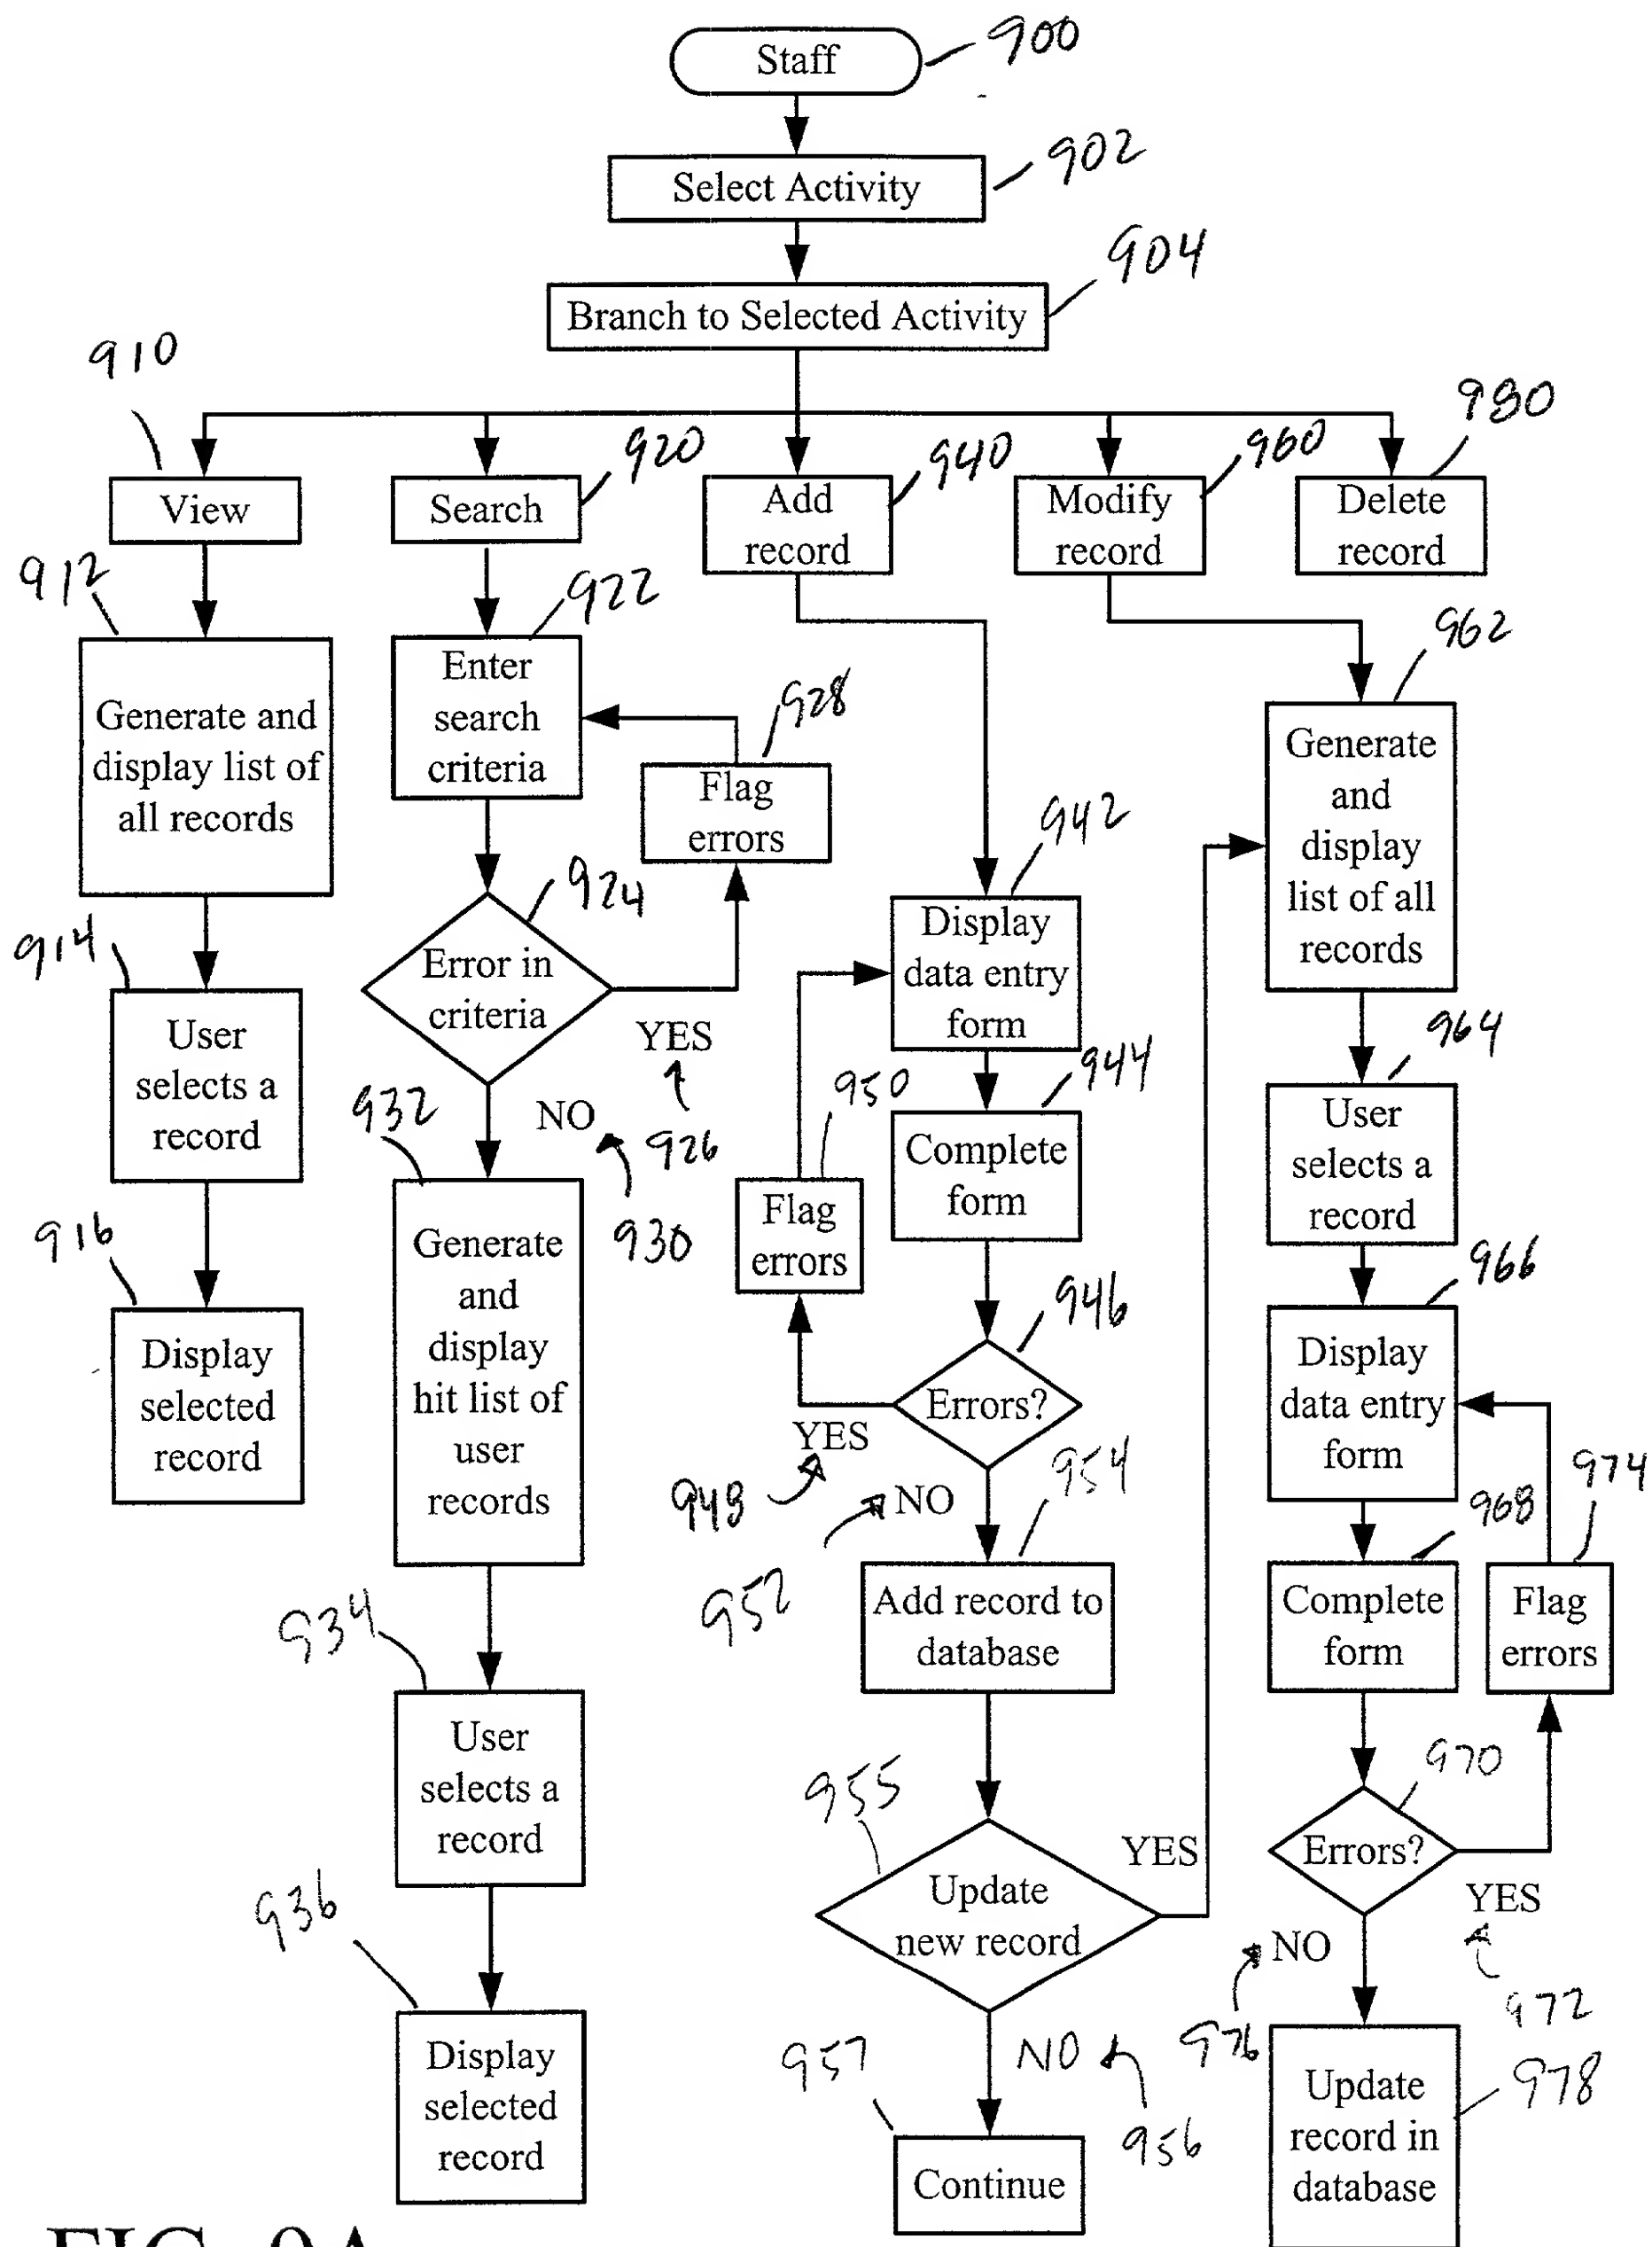 Staff
900
Select Activity
902
Branch to Selected Activity
904
910
View
920
Search
940
Add
record
960
Modify
record
980
Delete
record
912
Generate and
display list of
all records
914
User
selects a
record
916
Display
selected
record
922
Enter
search
criteria
928
Flag
errors
924
Error in
criteria
YES
926
NO
930
932
Generate
and
display
hit list of
user
records
934
User
selects a
record
936
Display
selected
record
942
Display
data entry
form
944
Complete
form
950
Flag
errors
946
Errors?
YES
948
NO
952
954
Add record to
database
955
Update
new record
YES
NO
956
957
Continue
962
Generate
and
display
list of all
records
964
User
selects a
record
966
Display
data entry
form
968
Complete
form
974
Flag
errors
970
Errors?
YES
972
NO
976
Update
record in
database
978
FIG. 9A